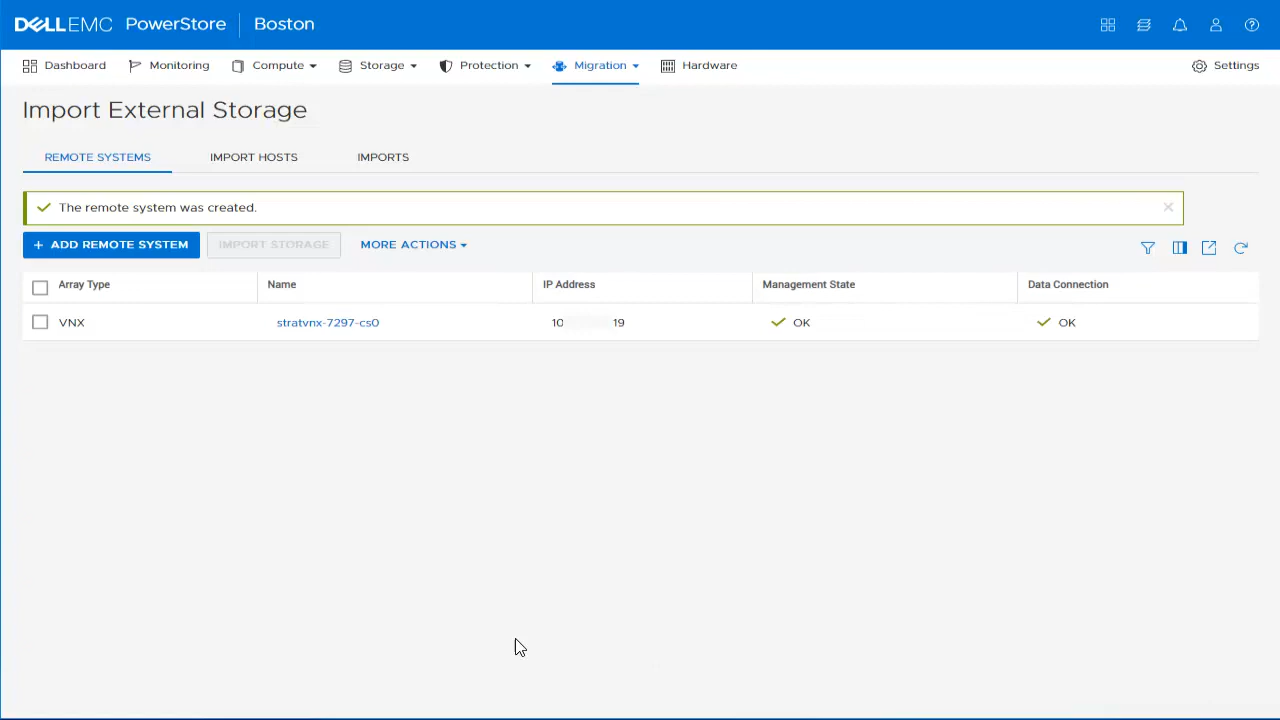 DELLEMC PowerStore Boston
Dashboard Monitoring Compute Storage Protection Migration Hardware Settings
Import External Storage
REMOTE SYSTEMS IMPORT HOSTS IMPORTS
The remote system was created.
+ ADD REMOTE SYSTEM IMPORT STORAGE MORE ACTIONS
Array Type Name IP Address Management State Data Connection
VNX stratvnx-7297-cs0 10 19 OK OK